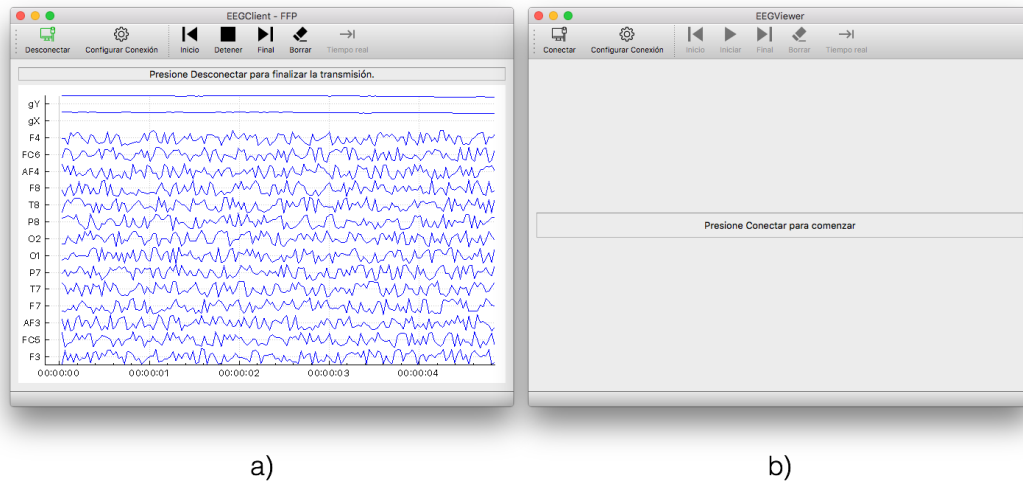 EEGClient - FFP
Desconectar Configurar Conexión Inicio Detener Final Borrar Tiempo real
Presione Desconectar para finalizar la transmisión.
gY
gX
F4
FC6
AF4
F8
T8
P8
O2
O1
P7
T7
F7
AF3
FC5
F3
00:00:00 00:00:01 00:00:02 00:00:03 00:00:04
a)
EEGViewer
Conectar Configurar Conexión Inicio Iniciar Final Borrar Tiempo real
Presione Conectar para comenzar
b)